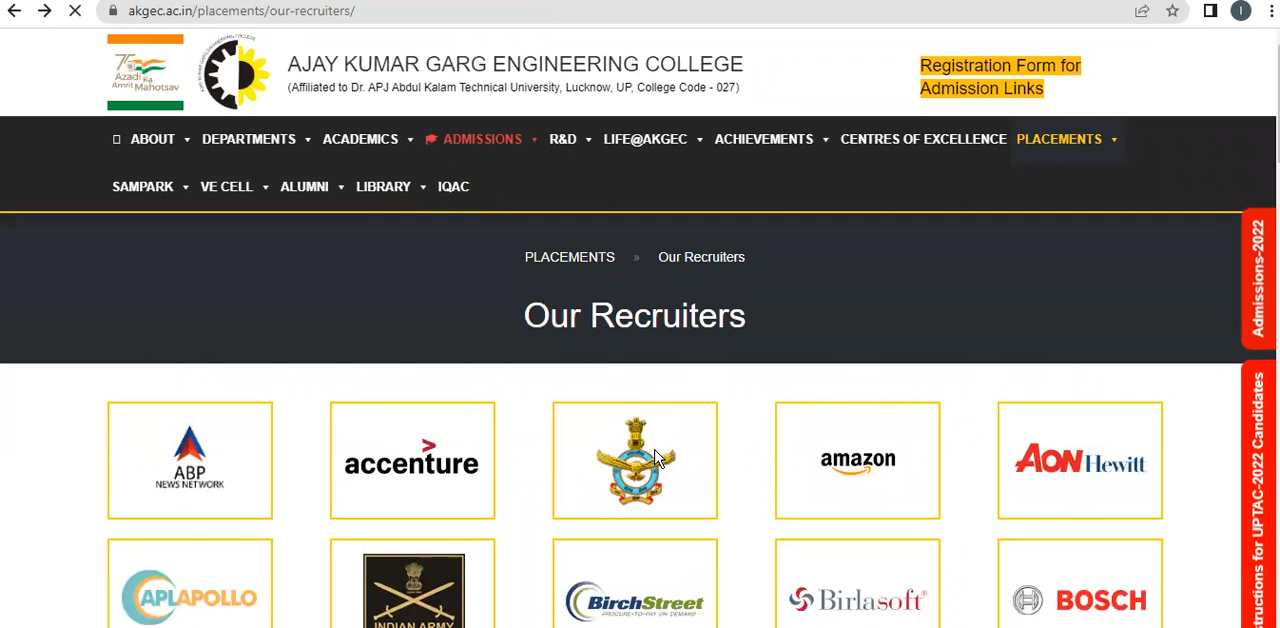 akgec.ac.in/placements/our-recruiters/
I
75
Azadi Ka
Amrit Mahotsav
AJAY KUMAR GARG ENGINEERING COLLEGE
(Affiliated to Dr. APJ Abdul Kalam Technical University, Lucknow, UP, College Code - 027)
Registration Form for
Admission Links
ABOUT DEPARTMENTS ACADEMICS ADMISSIONS R&D LIFE@AKGEC ACHIEVEMENTS CENTRES OF EXCELLENCE PLACEMENTS
SAMPARK VE CELL ALUMNI LIBRARY IQAC
PLACEMENTS » Our Recruiters
Our Recruiters
Admissions-2022
structions for UPTAC-2022 Candidates
ABP
NEWS NETWORK
accenture
amazon
AON Hewitt
APLAPOLLO
INDIAN ARMY
BirchStreet
PROCURE-TO-PAY ON DEMAND
Birlasoft
BOSCH